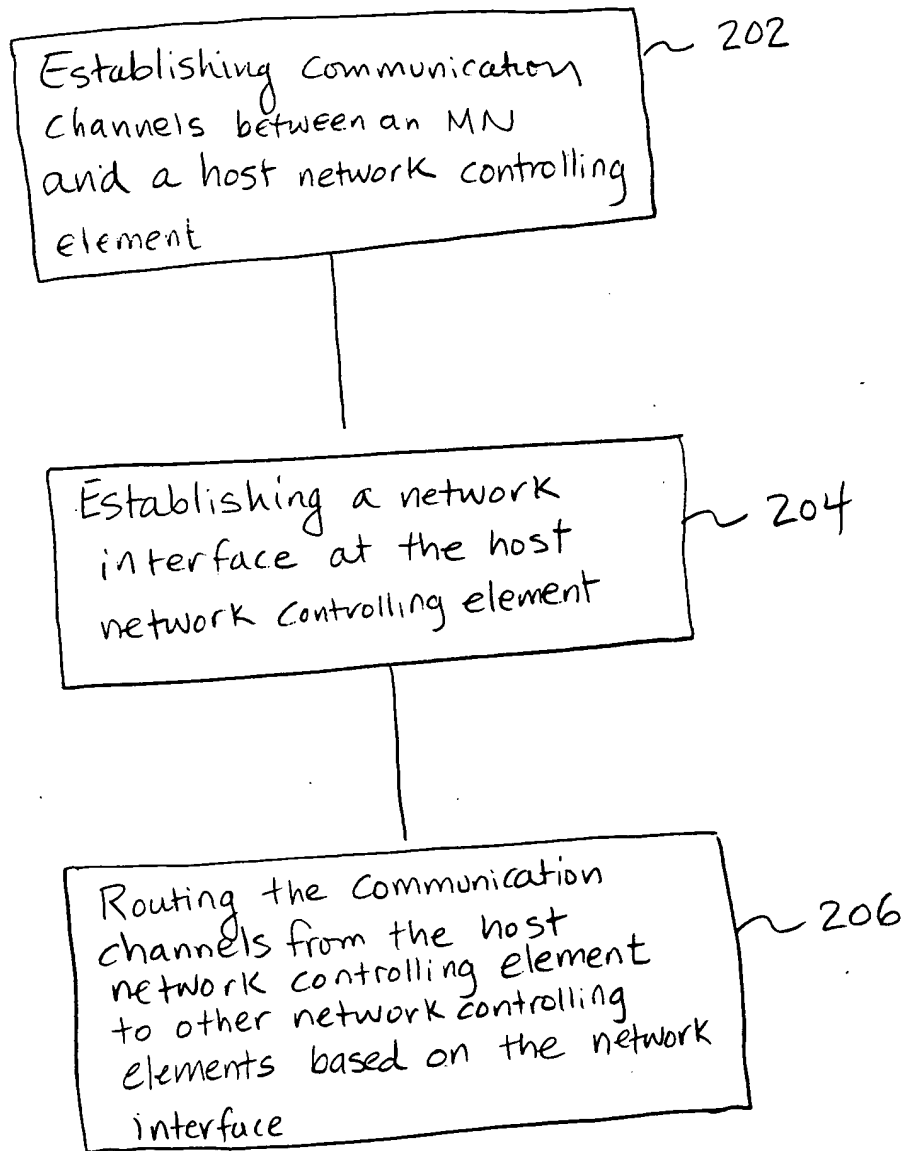 Establishing communication
202
channels between an MN
and a host network controlling
element
Establishing a network
204
interface at the host
network controlling element
Routing the communication
206
channels from the host
network controlling element
to other network controlling
elements based on the network
interface